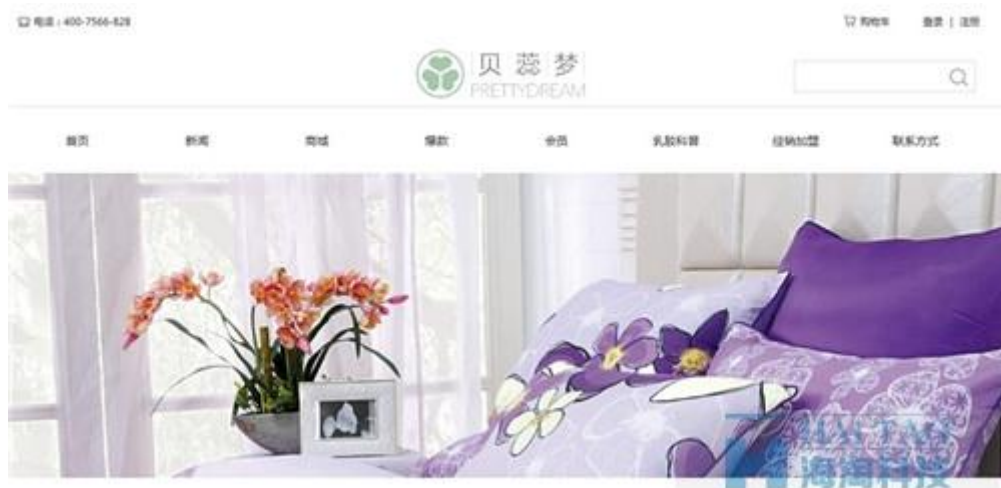 电话：400-7566-828
购物车 登录 | 注册
贝蕊梦
PRETTYDREAM
首页 新闻 商城 爆款 会员 乳胶科普 经销加盟 联系方式
海淘科技